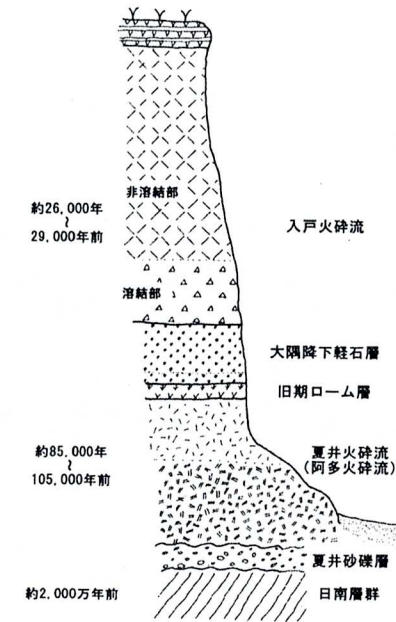 非溶結部
約26,000年
〜
29,000年前
入戸火砕流
溶結部
大隅降下軽石層
旧期ローム層
約85,000年
〜
105,000年前
夏井火砕流
(阿多火砕流)
夏井砂礫層
約2,000万年前
日南層群